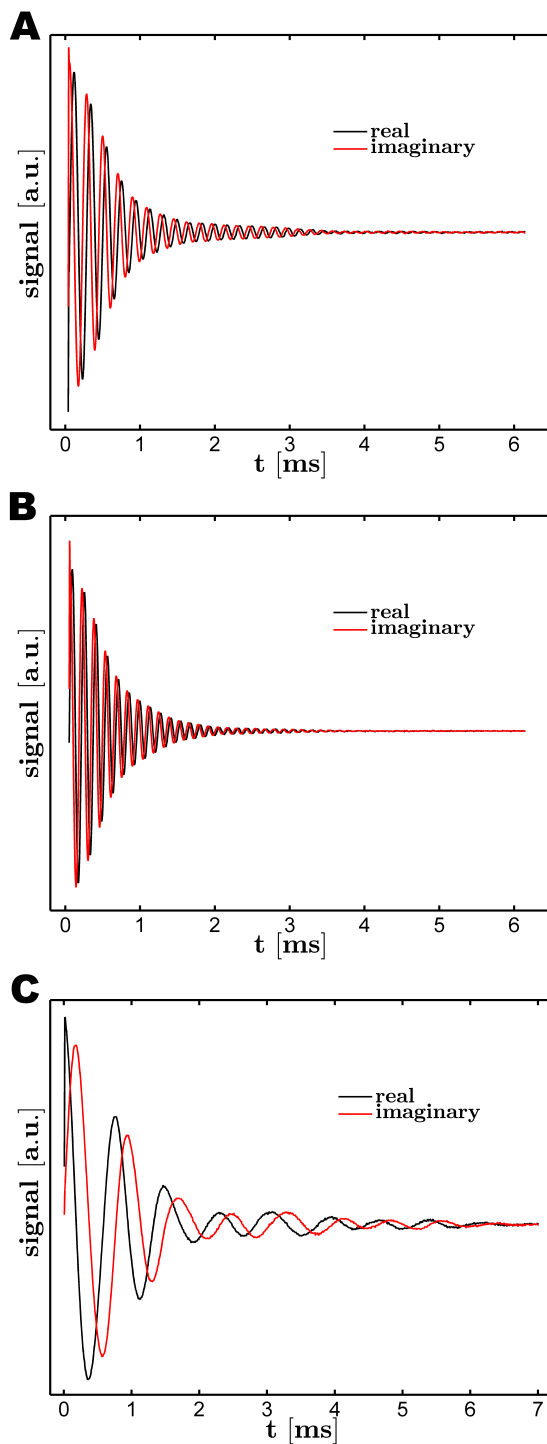 A
signal [a.u.]
real
imaginary
0 1 2 3 4 5 6
t [ms]
B
signal [a.u.]
real
imaginary
0 1 2 3 4 5 6
t [ms]
C
signal [a.u.]
real
imaginary
0 1 2 3 4 5 6 7
t [ms]